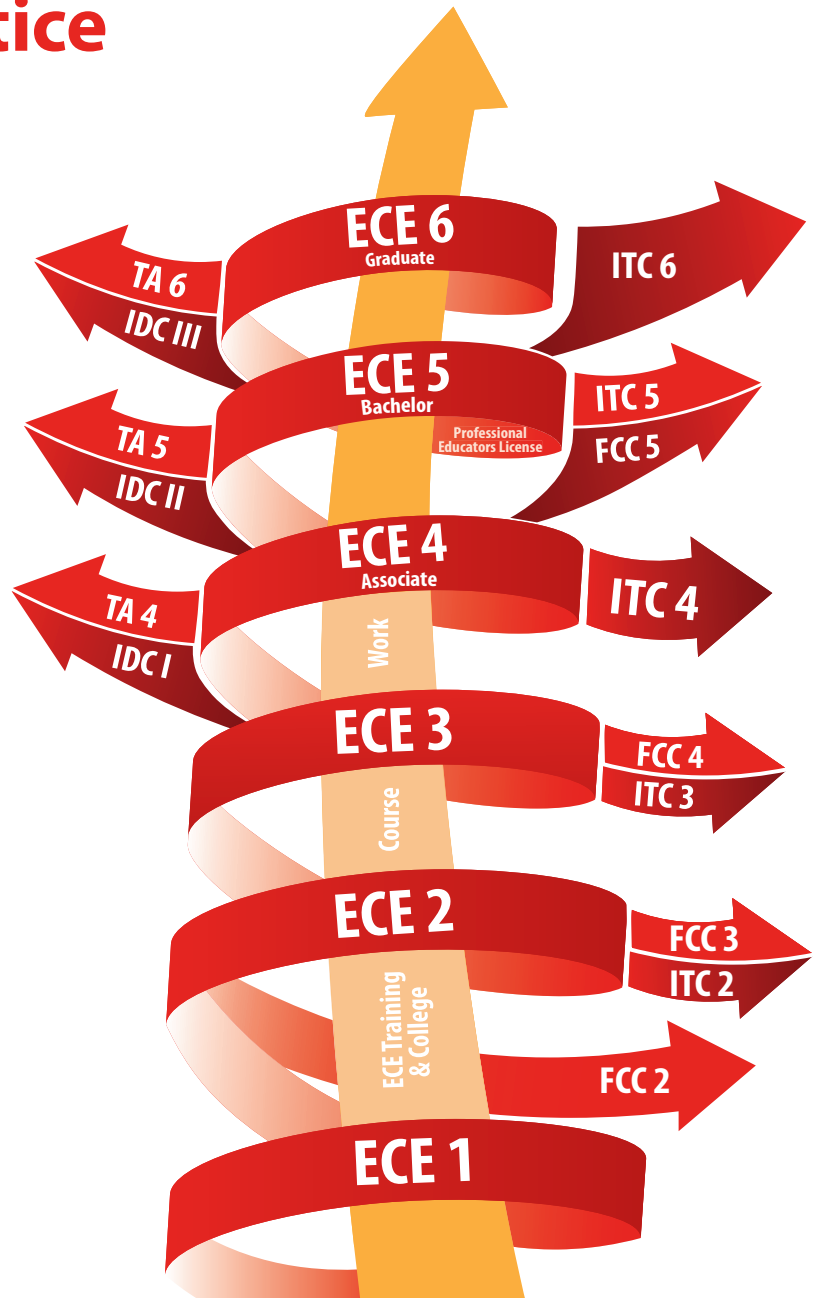 tice
ECE 6
Graduate
TA 6
IDC III
ITC 6
ECE 5
Bachelor
Professional
Educators License
TA 5
IDC II
ITC 5
FCC 5
ECE 4
Associate
TA 4
IDC I
ITC 4
Work
ECE 3
FCC 4
ITC 3
Course
ECE 2
FCC 3
ITC 2
ECE Training
& College
FCC 2
ECE 1